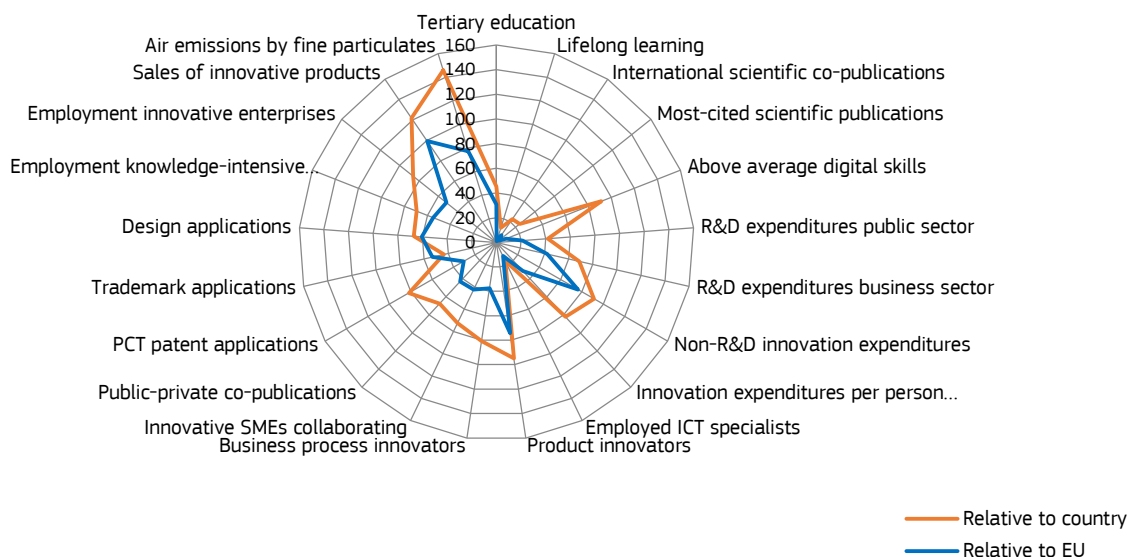 Tertiary education
Lifelong learning
International scientific co-publications
Most-cited scientific publications
Above average digital skills
R&D expenditures public sector
R&D expenditures business sector
Non-R&D innovation expenditures
Innovation expenditures per person...
Employed ICT specialists
Product innovators
Business process innovators
Innovative SMEs collaborating
Public-private co-publications
PCT patent applications
Trademark applications
Design applications
Employment knowledge-intensive...
Employment innovative enterprises
Sales of innovative products
Air emissions by fine particulates
160
140
120
100
80
60
40
20
0
Relative to country
Relative to EU